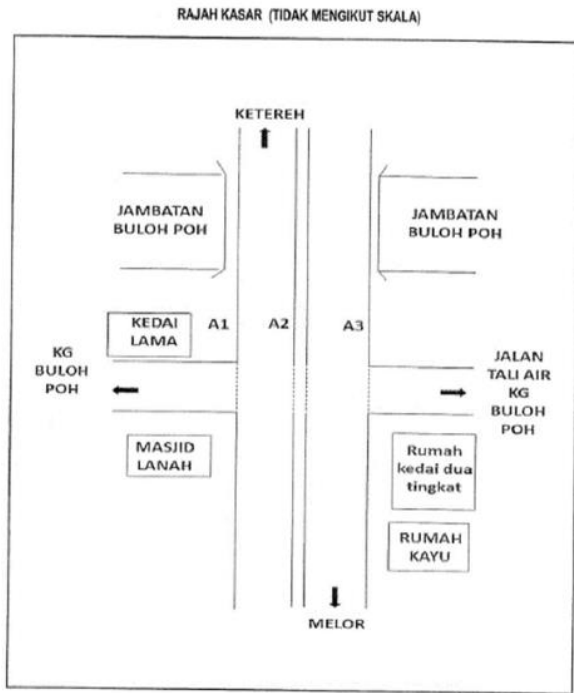 RAJAH KASAR (TIDAK MENGIKUT SKALA)
KETEREH
JAMBATAN
BULOH POH
JAMBATAN
BULOH POH
KEDAI
LAMA
A1
A2
A3
KG
BULOH
POH
JALAN
TALI AIR
KG
BULOH
POH
MASJID
LANAH
Rumah
kedai dua
tingkat
RUMAH
KAYU
MELOR